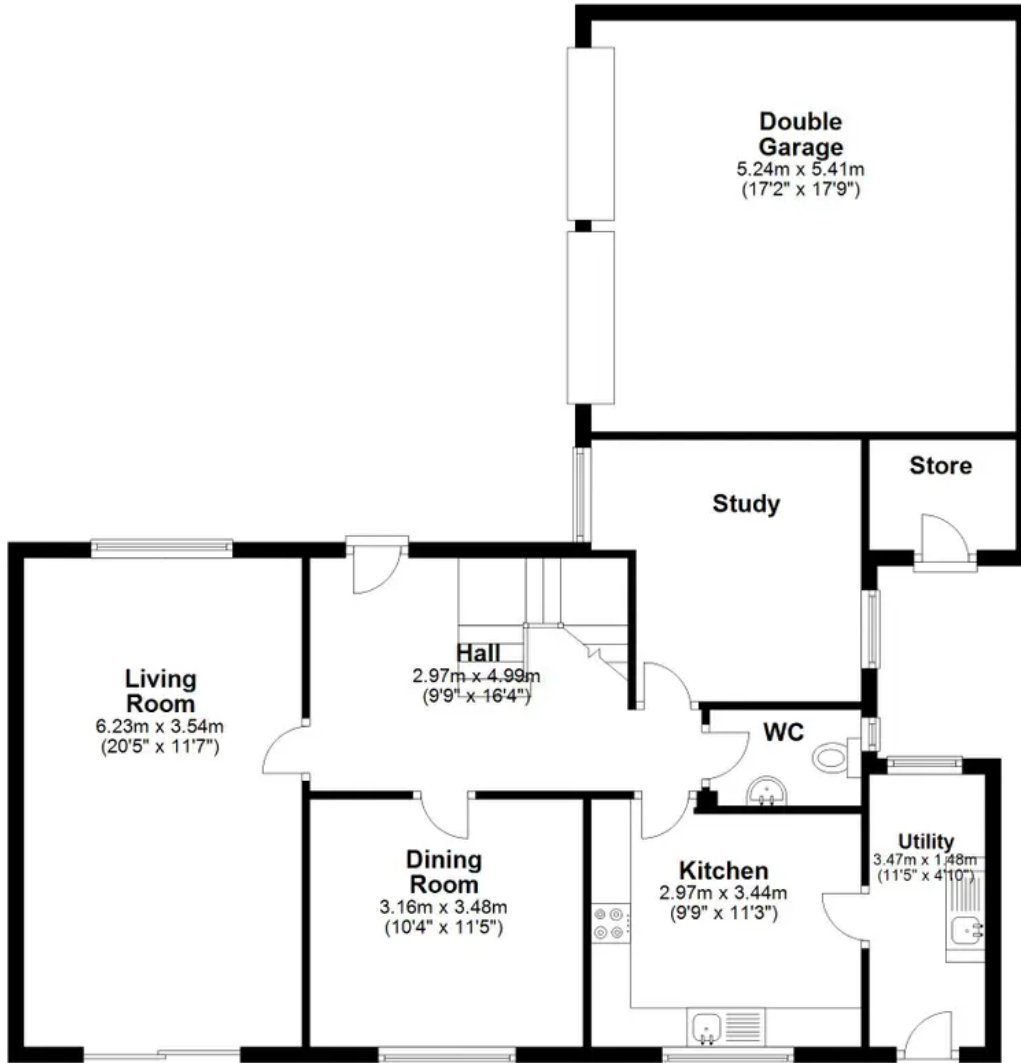 Double
Garage
5.24m x 5.41m
(17'2" x 17'9")
Study
Store
Living
Room
6.23m x 3.54m
(20'5" x 11'7")
Hall
2.97m x 4.99m
(9'9" x 16'4")
WC
Dining
Room
3.16m x 3.48m
(10'4" x 11'5")
Kitchen
2.97m x 3.44m
(9'9" x 11'3")
Utility
3.47m x 1.48m
(11'5" x 4'10")